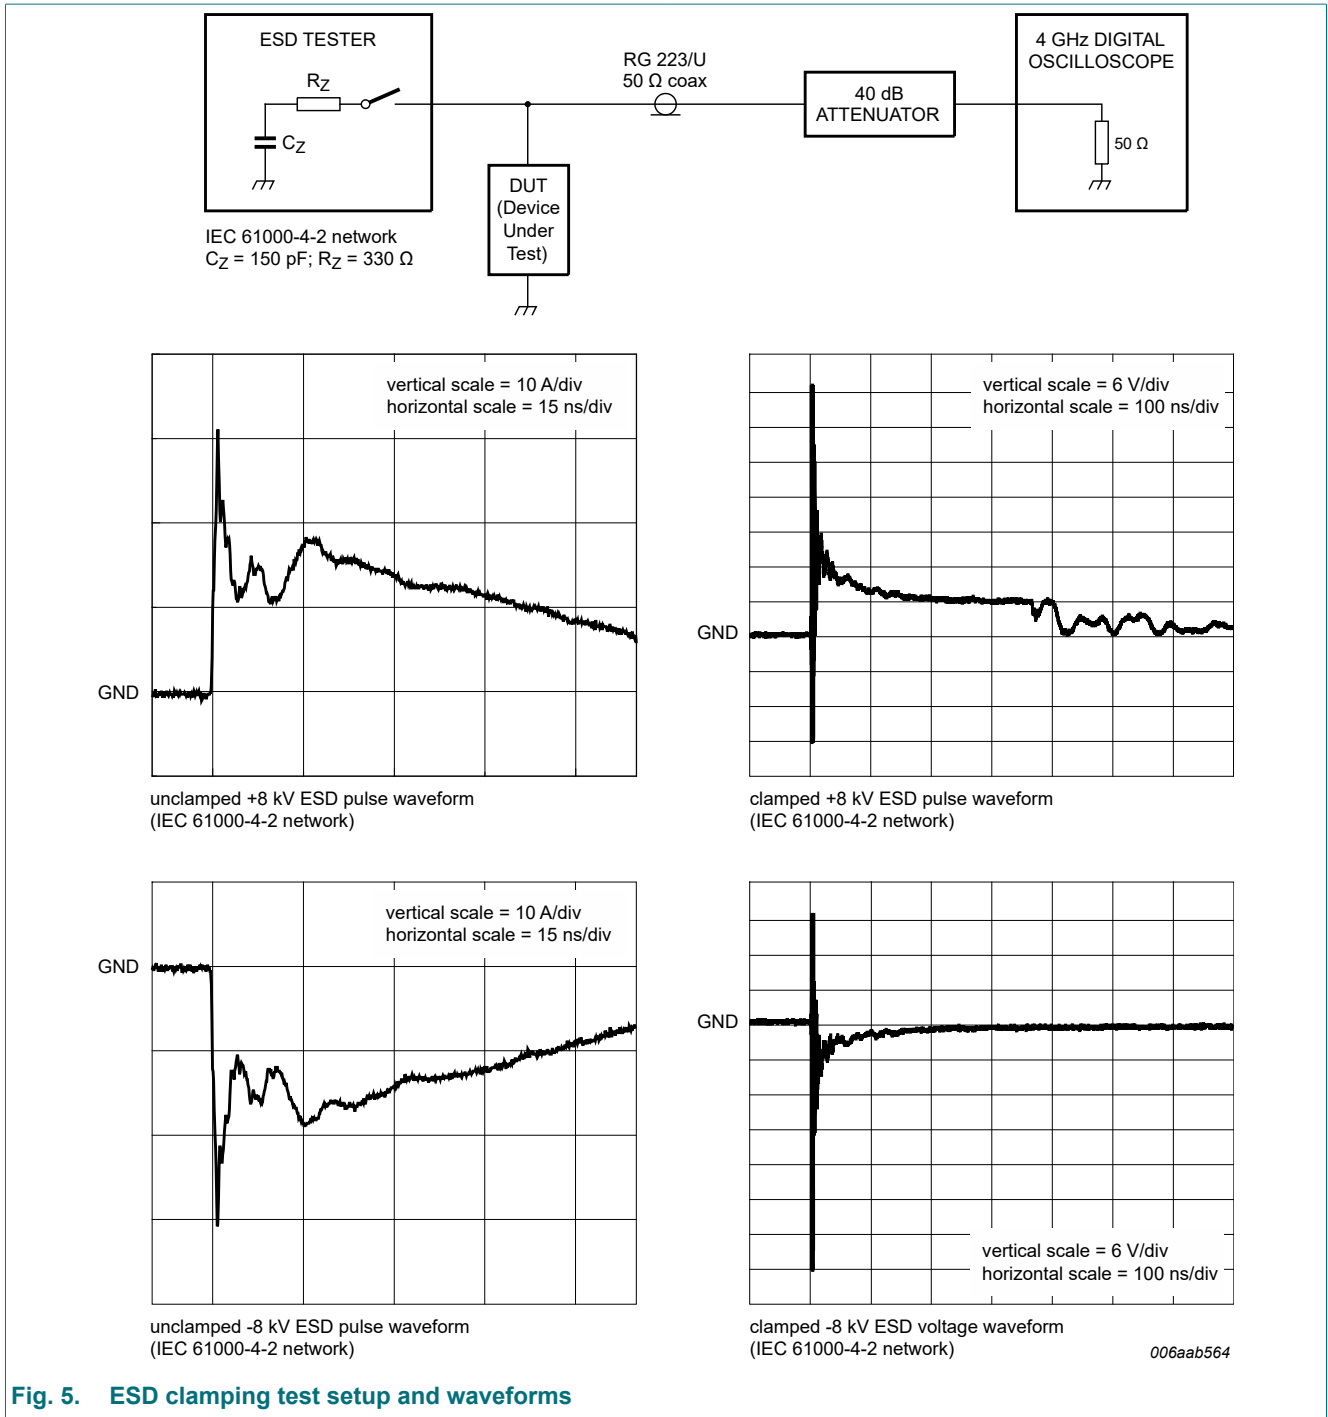 ESD TESTER
RZ
CZ
IEC 61000-4-2 network
CZ = 150 pF; RZ = 330 Ω
DUT
(Device
Under
Test)
RG 223/U
50 Ω coax
40 dB
ATTENUATOR
4 GHz DIGITAL
OSCILLOSCOPE
50 Ω
vertical scale = 10 A/div
horizontal scale = 15 ns/div
GND
unclamped +8 kV ESD pulse waveform
(IEC 61000-4-2 network)
vertical scale = 6 V/div
horizontal scale = 100 ns/div
GND
clamped +8 kV ESD pulse waveform
(IEC 61000-4-2 network)
vertical scale = 10 A/div
horizontal scale = 15 ns/div
GND
unclamped -8 kV ESD pulse waveform
(IEC 61000-4-2 network)
GND
vertical scale = 6 V/div
horizontal scale = 100 ns/div
clamped -8 kV ESD voltage waveform
(IEC 61000-4-2 network)
006aab564
Fig. 5. ESD clamping test setup and waveforms